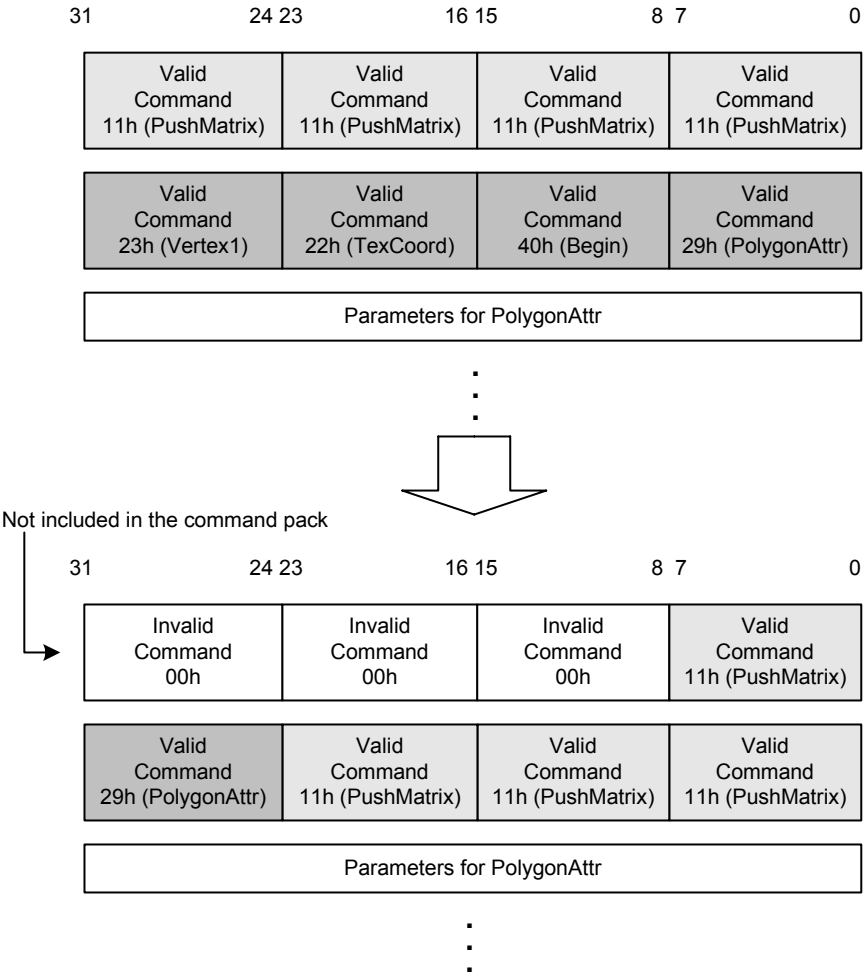 31 24 23 16 15 8 7 0
Valid Command 11h (PushMatrix) Valid Command 11h (PushMatrix) Valid Command 11h (PushMatrix) Valid Command 11h (PushMatrix)
Valid Command 23h (Vertex1) Valid Command 22h (TexCoord) Valid Command 40h (Begin) Valid Command 29h (PolygonAttr)
Parameters for PolygonAttr
Not included in the command pack
31 24 23 16 15 8 7 0
Invalid Command 00h Invalid Command 00h Invalid Command 00h Valid Command 11h (PushMatrix)
Valid Command 29h (PolygonAttr) Valid Command 11h (PushMatrix) Valid Command 11h (PushMatrix) Valid Command 11h (PushMatrix)
Parameters for PolygonAttr